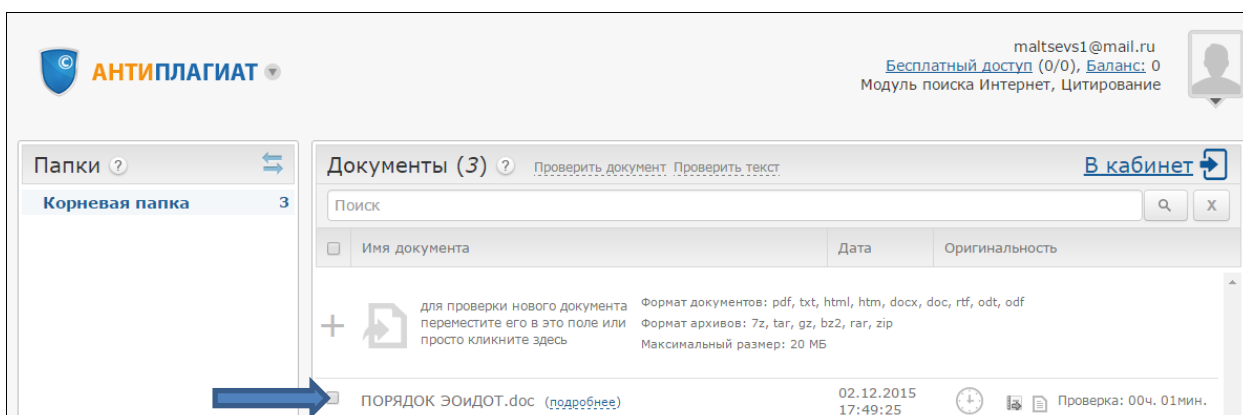 maltsevs1@mail.ru
Бесплатный доступ (0/0), Баланс: 0
Модуль поиска Интернет, Цитирование
©
АНТИПЛАГИАТ
Папки ?
Документы (3) ? Проверить документ Проверить текст В кабинет
Корневая папка 3
Поиск X
Имя документа Дата Оригинальность
для проверки нового документа
переместите его в это поле или
просто кликните здесь
Формат документов: pdf, txt, html, htm, docx, doc, rtf, odt, odf
Формат архивов: 7z, tar, gz, bz2, rar, zip
Максимальный размер: 20 МБ
ПОРЯДОК ЭОиДОТ.doc (подробнее)
02.12.2015
17:49:25
Проверка: 00ч. 01мин.